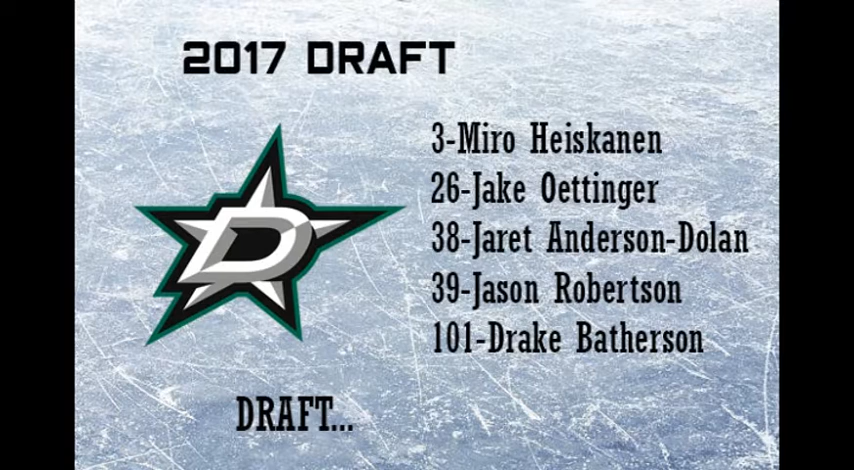 2017 DRAFT
D
3-Miro Heiskanen
26-Jake Oettinger
38-Jaret Anderson-Dolan
39-Jason Robertson
101-Drake Batherson
DRAFT...